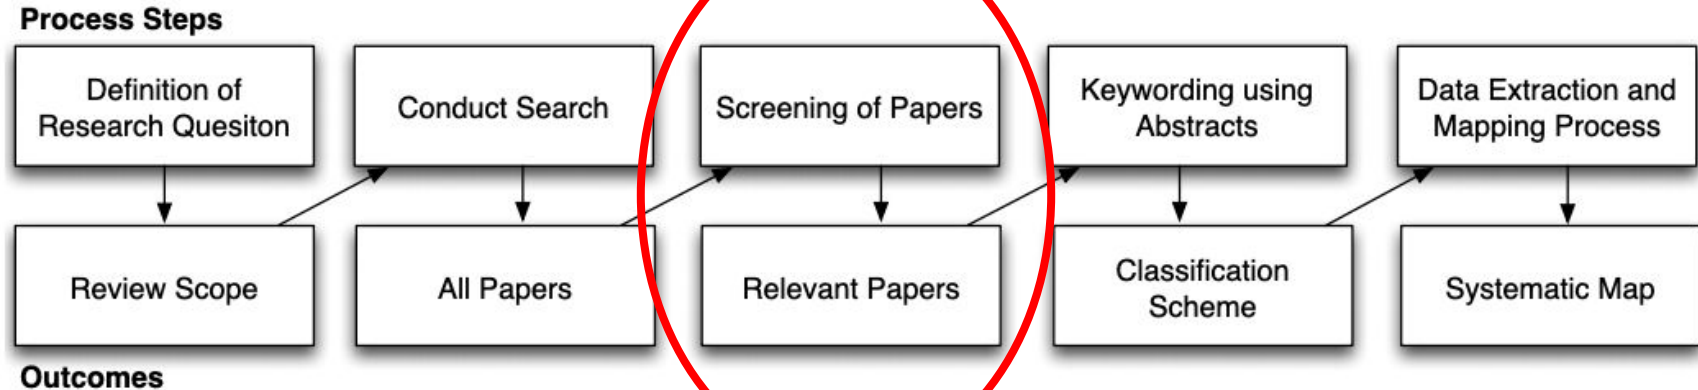 Process Steps
Definition of
Research Quesiton
Conduct Search
Screening of Papers
Keywording using
Abstracts
Data Extraction and
Mapping Process
Review Scope
All Papers
Relevant Papers
Classification
Scheme
Systematic Map
Outcomes